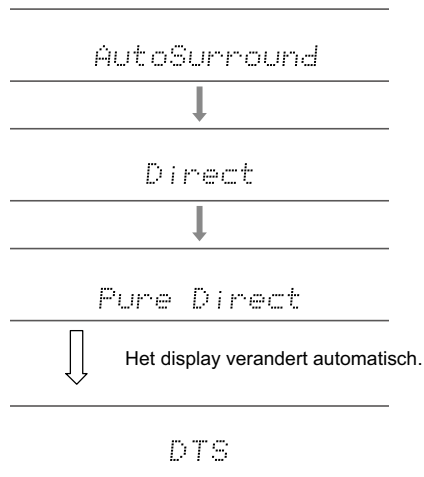 AutoSurround
Direct
Pure Direct
Het display verandert automatisch.
DTS